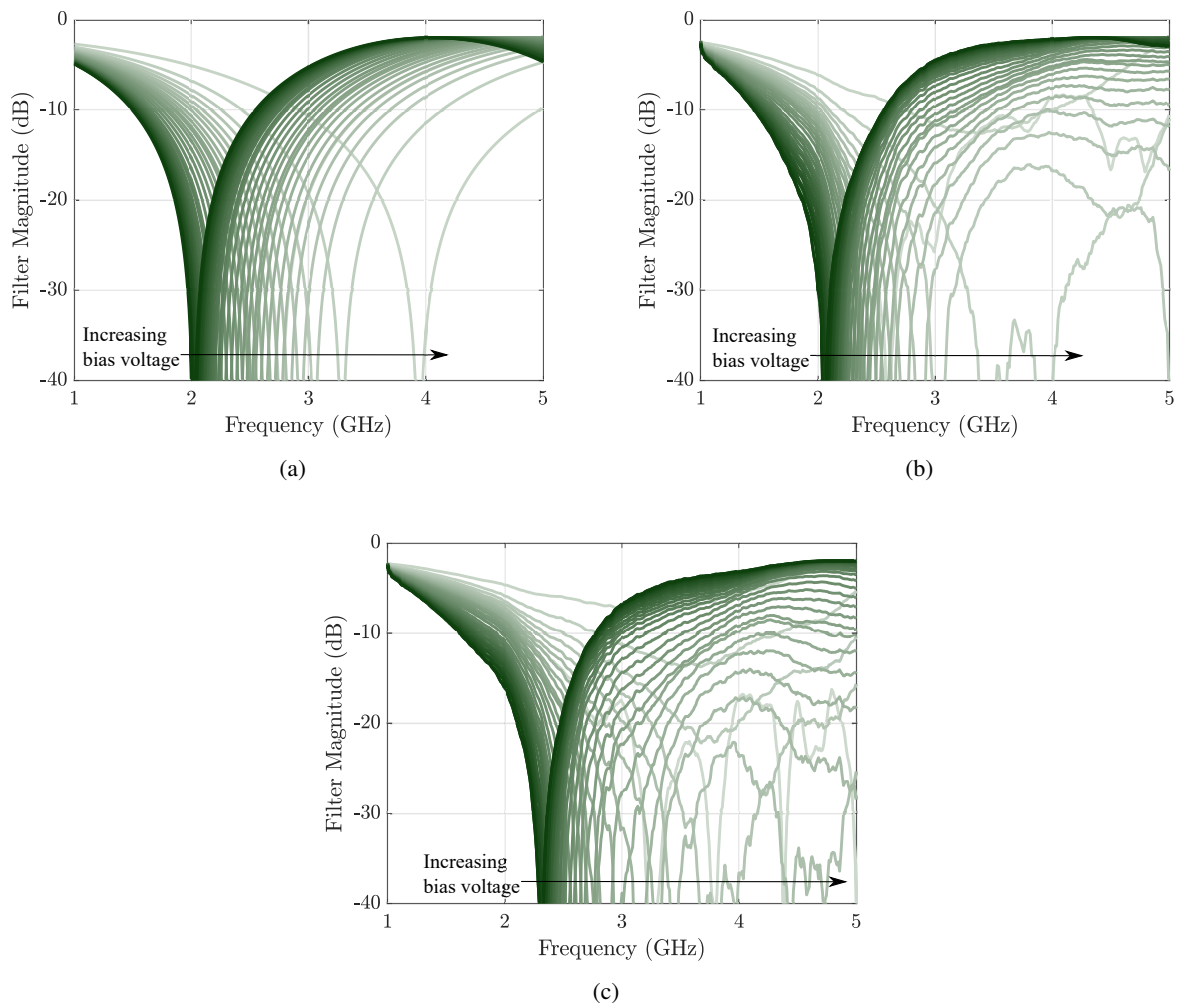 0
-10
-20
-30
-40
Filter Magnitude (dB)
Increasing
bias voltage
1 2 3 4 5
Frequency (GHz)
(a)
0
-10
-20
-30
-40
Filter Magnitude (dB)
Increasing
bias voltage
1 2 3 4 5
Frequency (GHz)
(b)
0
-10
-20
-30
-40
Filter Magnitude (dB)
Increasing
bias voltage
1 2 3 4 5
Frequency (GHz)
(c)